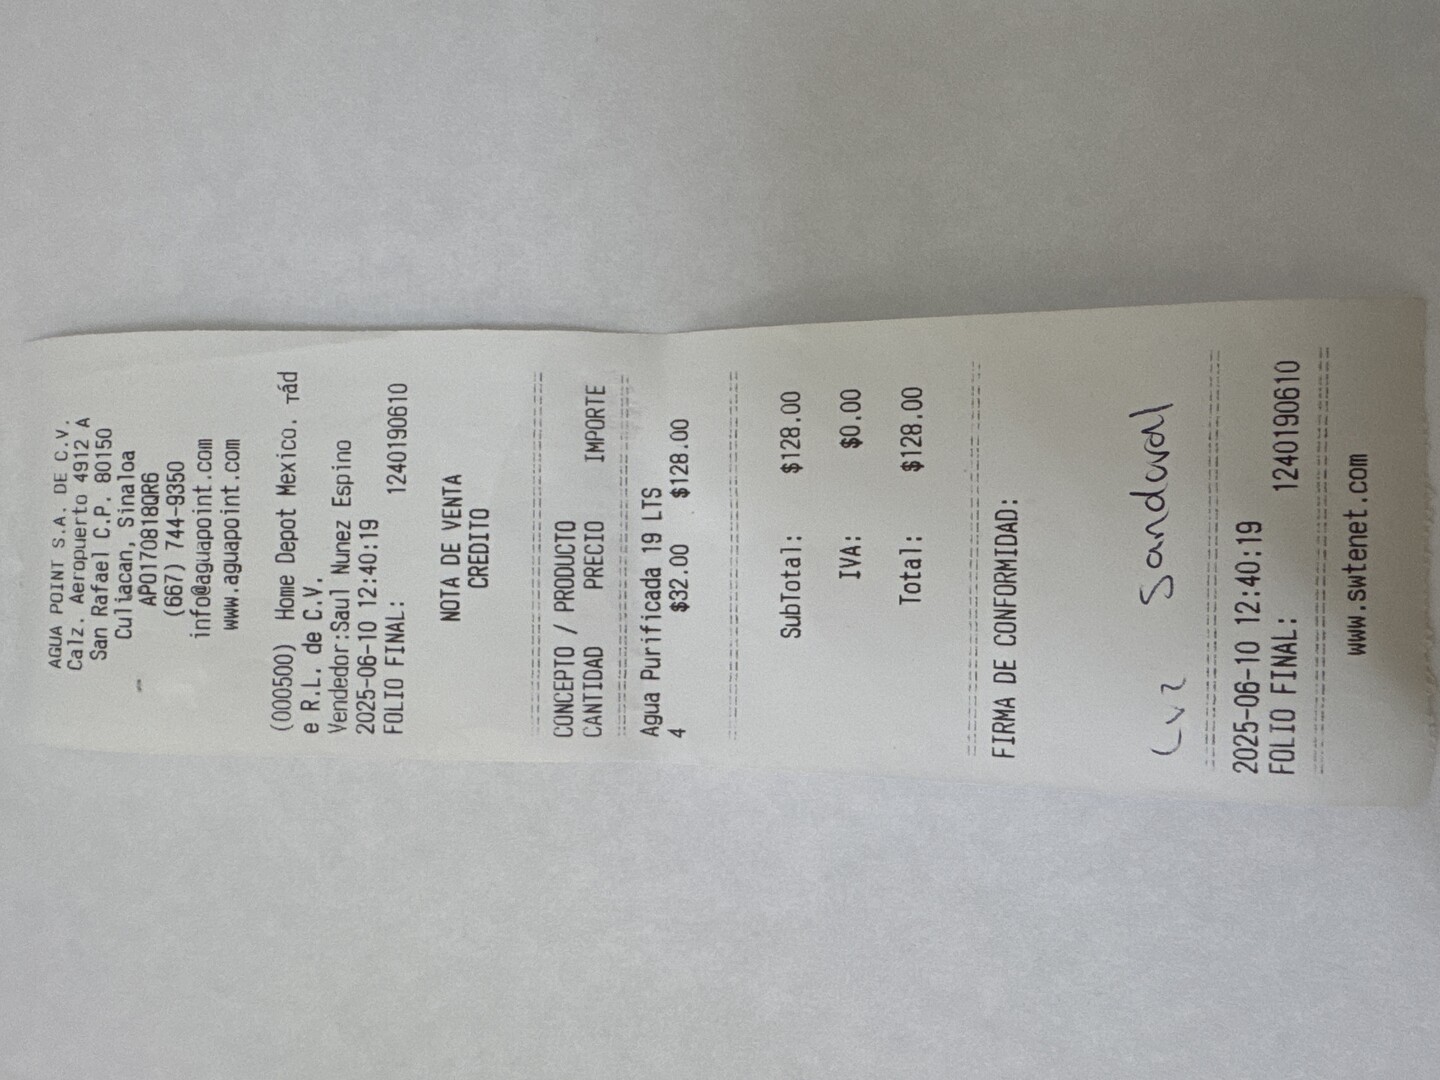 AGUA POINT S.A. DE C.V.
Calz. Aeropuerto 4912 A
San Rafael C.P. 80150
Culiacan, Sinaloa
APO170818QR6
(667) 744-9350
info@aguapoint.com
www.aguapoint.com
(000500) Home Depot Mexico. тád
e R.L. de C.V.
Vendedor:Saul Nunez Espino
2025-06-10 12:40:19
FOLIO FINAL: 1240190610
NOTA DE VENTA
CREDITO
CONCEPTO / PRODUCTO
CANTIDAD PRECIO IMPORTE
Agua Purificada 19 LTS
4 $32.00 $128.00
SubTotal: $128.00
IVA: $0.00
Total: $128.00
FIRMA DE CONFORMIDAD:
Luz Sandoval
2025-06-10 12:40:19
FOLIO FINAL: 1240190610
www.swtenet.com